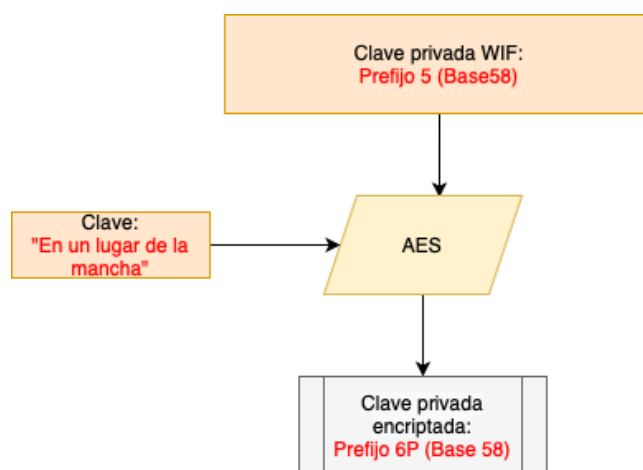 Clave privada WIF:
Prefijo 5 (Base58)
Clave:
"En un lugar de la
mancha"
AES
Clave privada
encriptada:
Prefijo 6P (Base 58)